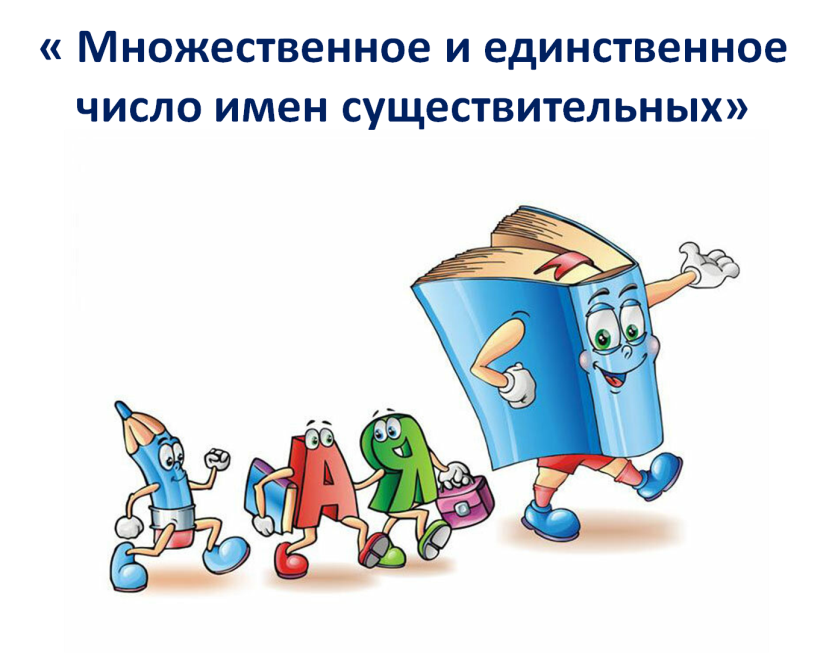 « Множественное и единственное
число имен существительных»
А Я